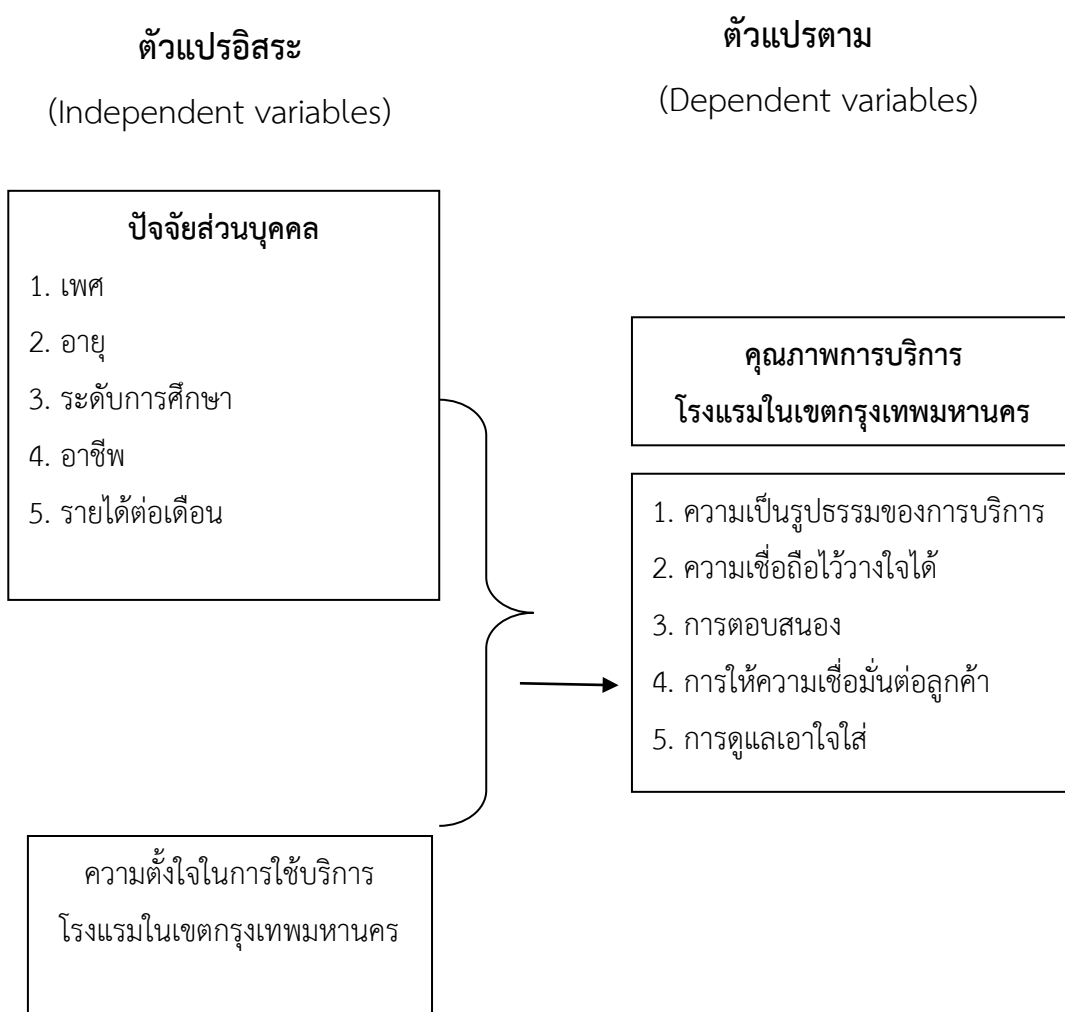 ตัวแปรอิสระ
(Independent variables)
ตัวแปรตาม
(Dependent variables)
ปัจจัยส่วนบุคคล
1. เพศ
2. อายุ
3. ระดับการศึกษา
4. อาชีพ
5. รายได้ต่อเดือน
ความตั้งใจในการใช้บริการ
โรงแรมในเขตกรุงเทพมหานคร
คุณภาพการบริการ
โรงแรมในเขตกรุงเทพมหานคร
1. ความเป็นรูปธรรมของการบริการ
2. ความเชื่อถือไว้วางใจได้
3. การตอบสนอง
4. การให้ความเชื่อมั่นต่อลูกค้า
5. การดูแลเอาใจใส่